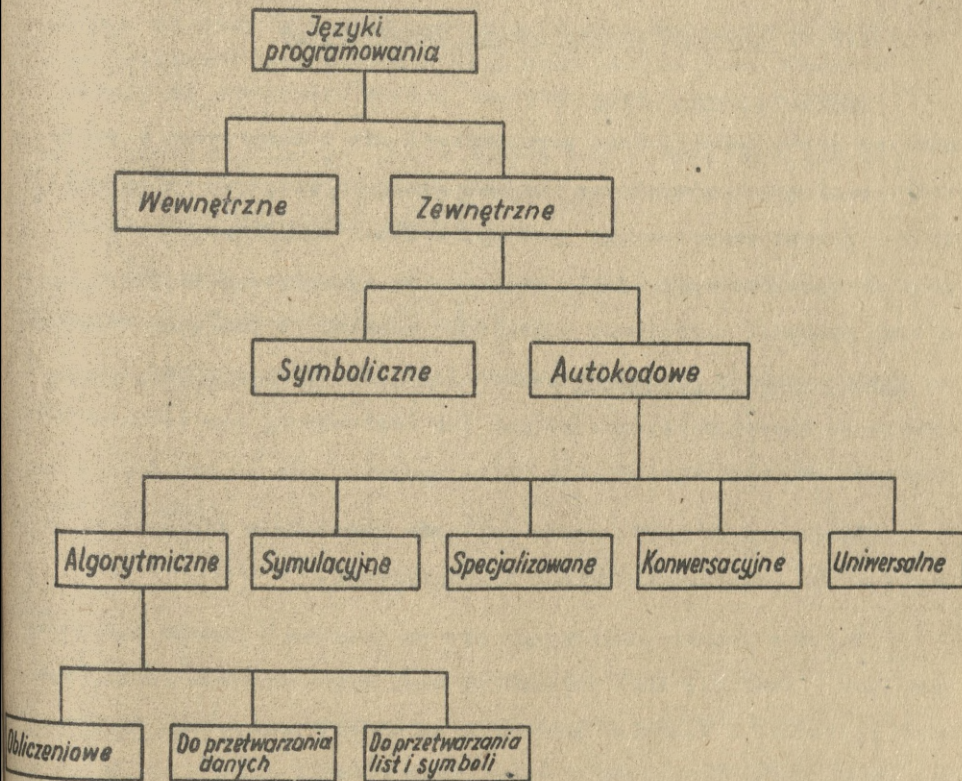 Języki
programowania
Wewnętrzne
Zewnętrzne
Symboliczne
Autokodowe
Algorytmiczne
Symulacyjne
Specjalizowane
Konwersacyjne
Uniwersalne
Obliczeniowe
Do przetwarzania
danych
Do przetwarzania
list i symboli